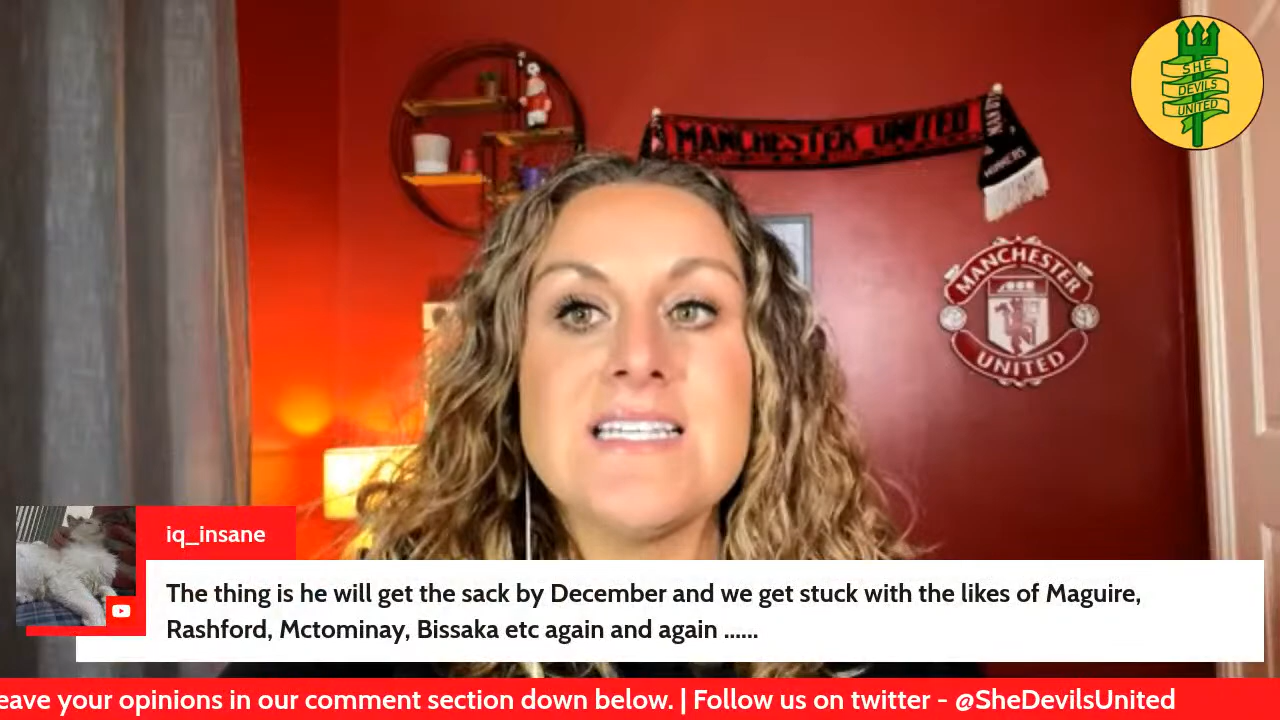 SHE
DEVILS
UNITED
MANCHESTER UNITED
MANCHESTER
UNITED
iq_insane
The thing is he will get the sack by December and we get stuck with the likes of Maguire,
Rashford, Mctominay, Bissaka etc again and again ......
eave your opinions in our comment section down below. | Follow us on twitter - @SheDevilsUnited